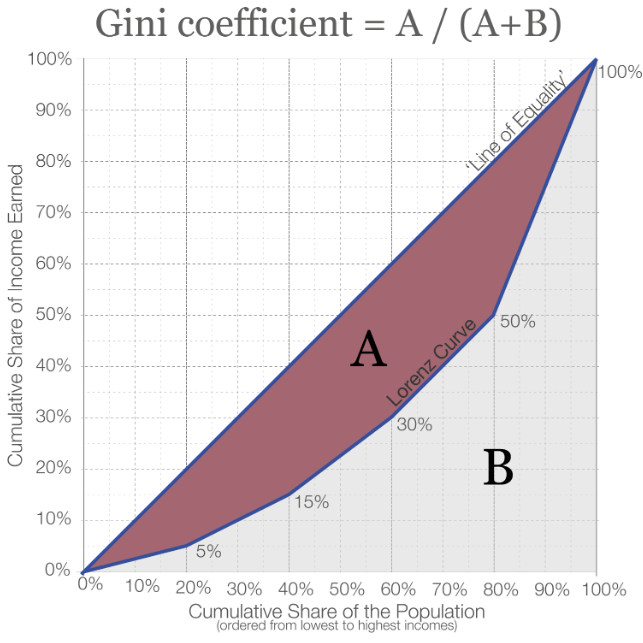 Gini coefficient = A / (A+B)
100%
90%
80%
70%
60%
50%
40%
30%
20%
10%
0%
Cumulative Share of Income Earned
100%
'Line of Equality'
50%
Lorenz Curve
A
30%
B
15%
5%
0% 10% 20% 30% 40% 50% 60% 70% 80% 90% 100%
Cumulative Share of the Population
(ordered from lowest to highest incomes)